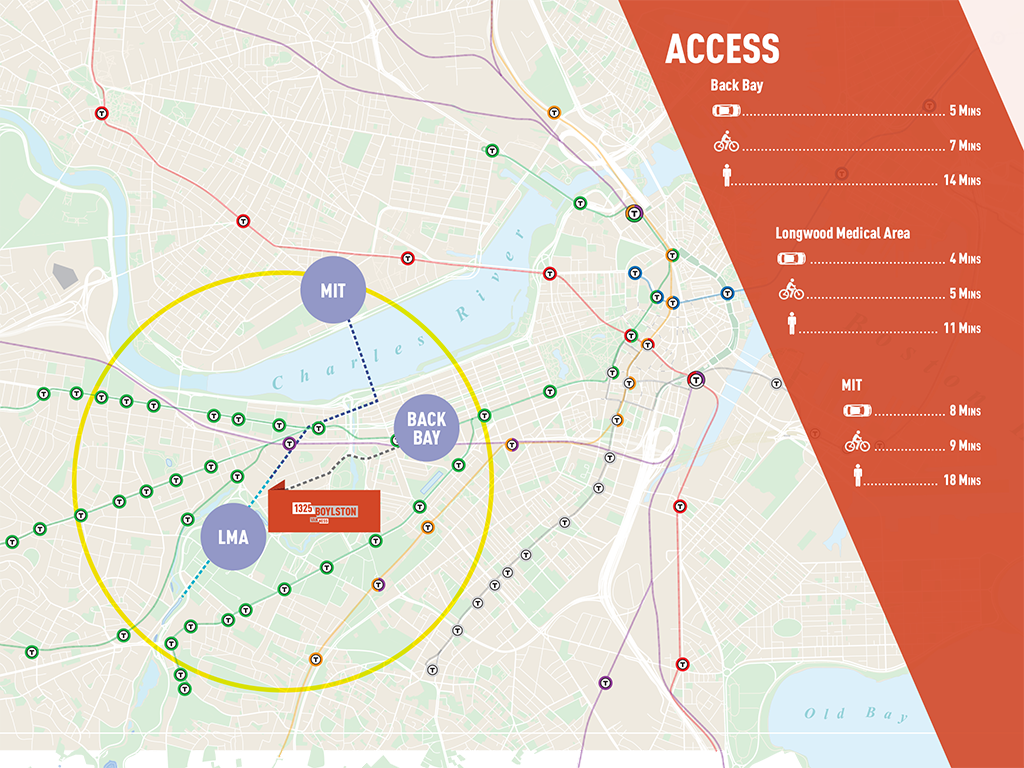 ACCESS
Back Bay
5 MINS
7 MINS
14 MINS
Longwood Medical Area
4 MINS
5 MINS
11 MINS
MIT
8 MINS
9 MINS
18 MINS
MIT
Charles River
BACK
BAY
1325 BOYLSTON
LMA
Old Bay
T